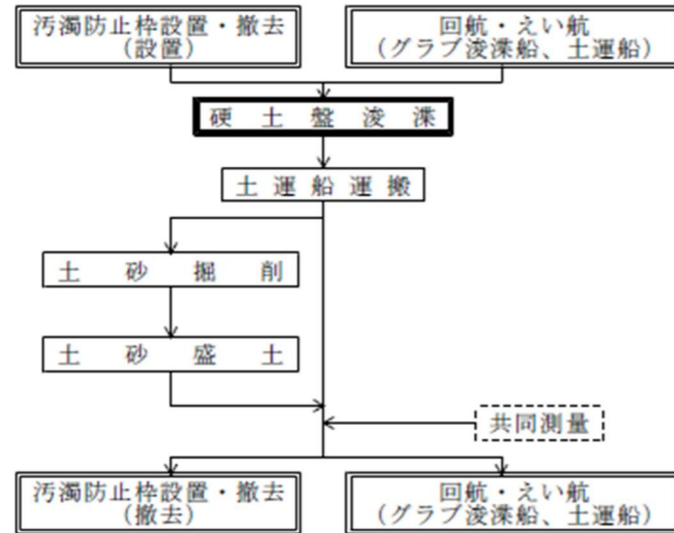 汚濁防止枠設置・撤去
(設置)
回航・えい航
(グラブ浚渫船、土運船)
硬土盤浚渫
土運船運搬
土砂掘削
土砂盛土
共同測量
汚濁防止枠設置・撤去
(撤去)
回航・えい航
(グラブ浚渫船、土運船)